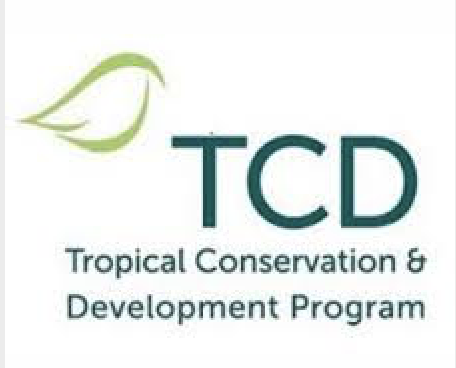 TCD
Tropical Conservation &
Development Program